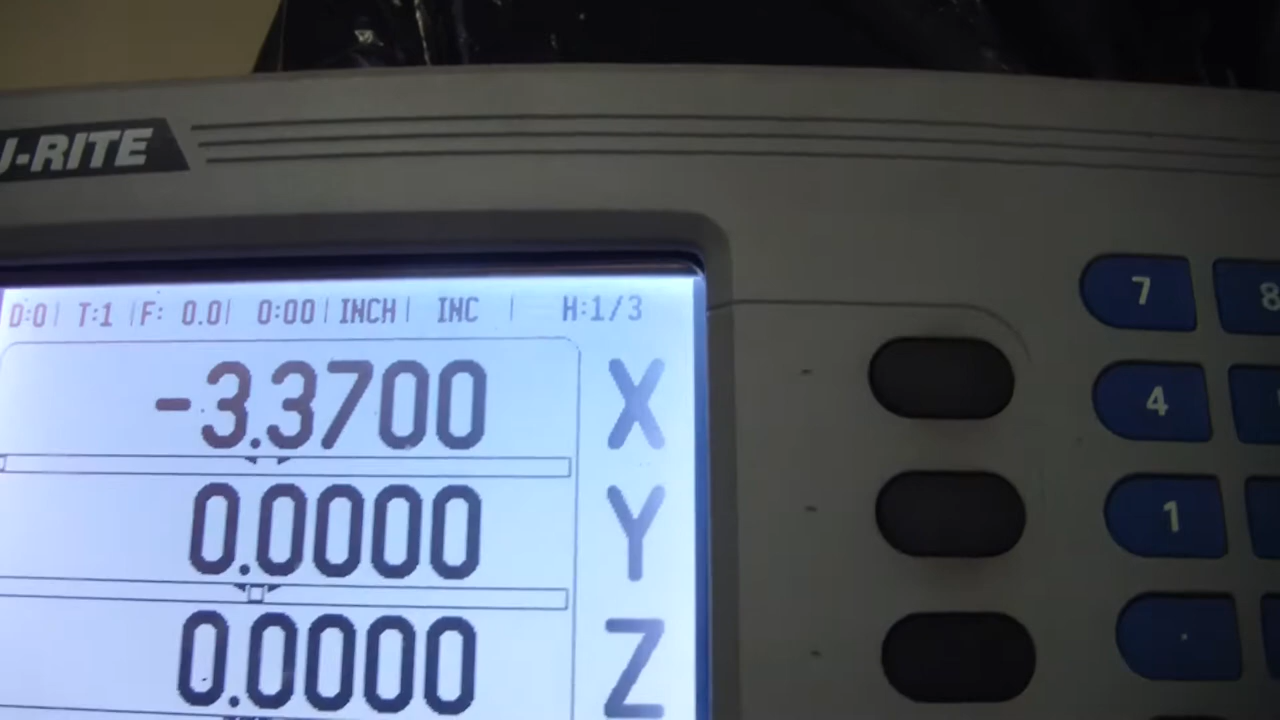 U-RITE
D:0| T:1 |F: 0.0| 0:00| INCH| INC | H:1/3
-3.3700 X
0.0000 Y
0.0000 Z
7 8
4
1
.